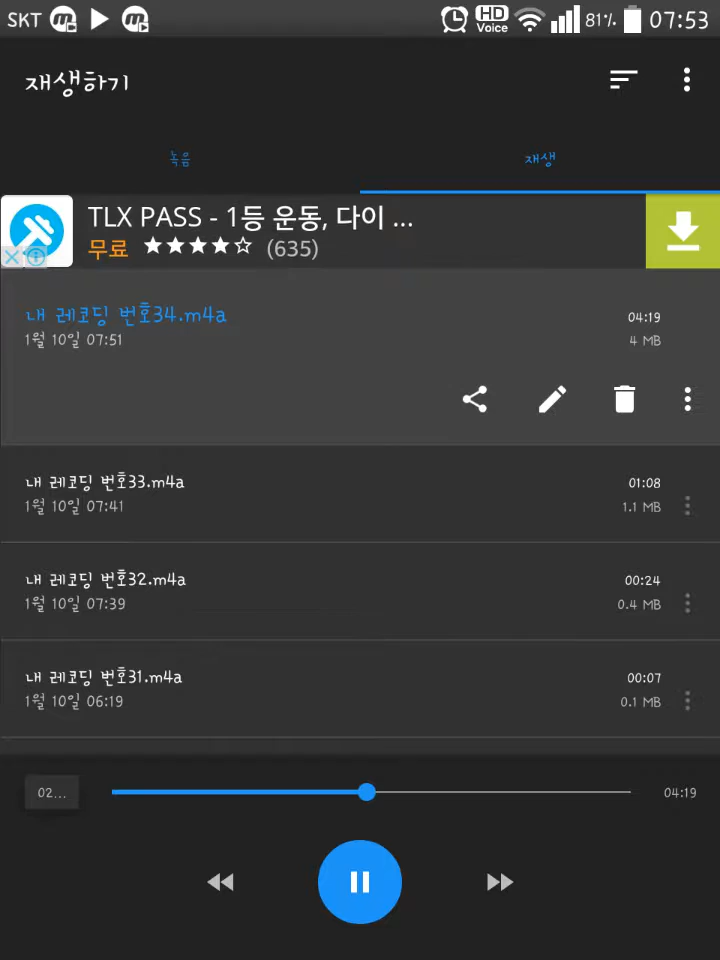 SKT HD Voice 81% 07:53
재생하기
녹음 재생
TLX PASS - 1등 운동, 다이 ...
무료 (635)
내 레코딩 번호34.m4a 04:19
1월 10일 07:51 4 MB
내 레코딩 번호33.m4a 01:08
1월 10일 07:41 1.1 MB
내 레코딩 번호32.m4a 00:24
1월 10일 07:39 0.4 MB
내 레코딩 번호31.m4a 00:07
1월 10일 06:19 0.1 MB
02... 04:19